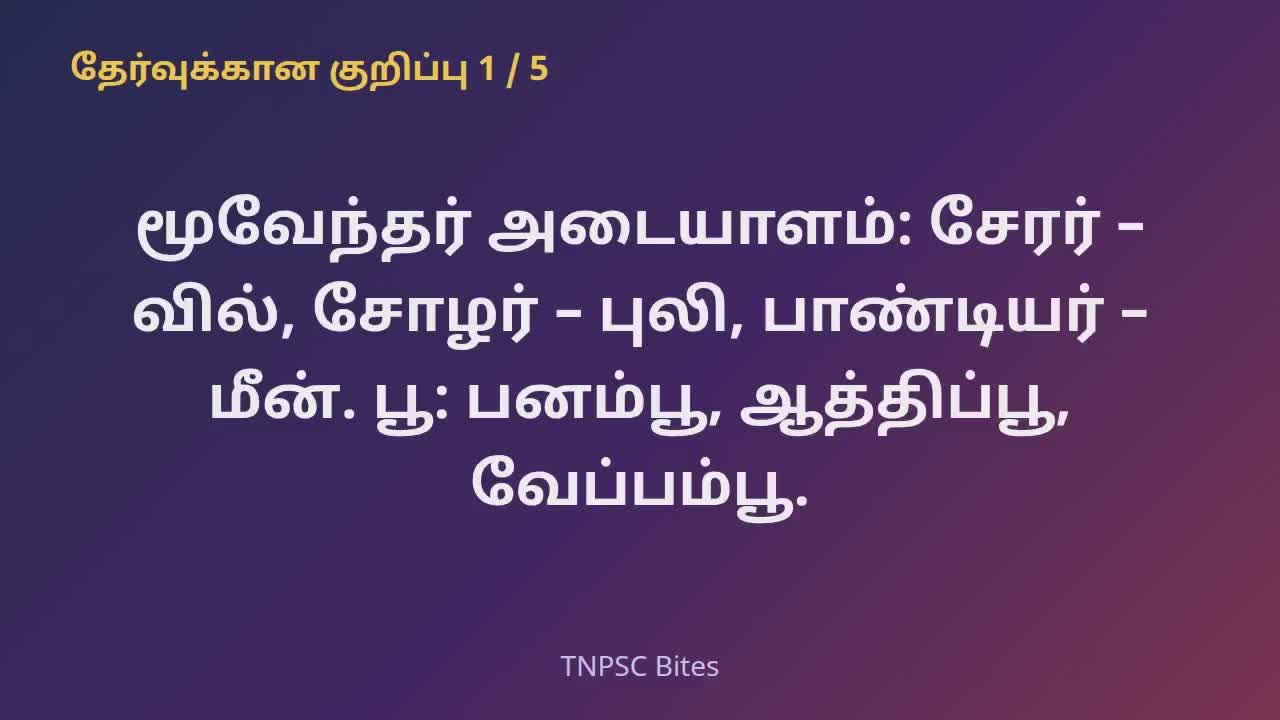 தேர்வுக்கான குறிப்பு 1 / 5
மூவேந்தர் அடையாளம்: சேரர் –
வில், சோழர் – புலி, பாண்டியர் –
மீன். பூ: பனம்பூ, ஆத்திப்பூ,
வேப்பம்பூ.
TNPSC Bites